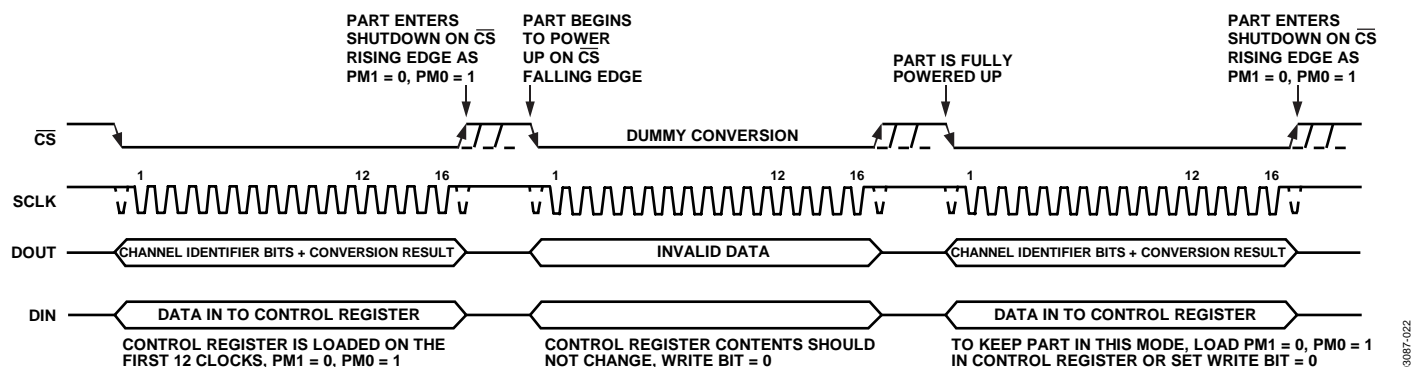 PART ENTERS
SHUTDOWN ON CS
RISING EDGE AS
PM1 = 0, PM0 = 1
PART BEGINS
TO POWER
UP ON CS
FALLING EDGE
PART IS FULLY
POWERED UP
PART ENTERS
SHUTDOWN ON CS
RISING EDGE AS
PM1 = 0, PM0 = 1
CS
DUMMY CONVERSION
SCLK
1 12 16
1 12 16
1 12 16
DOUT
CHANNEL IDENTIFIER BITS + CONVERSION RESULT
INVALID DATA
CHANNEL IDENTIFIER BITS + CONVERSION RESULT
DIN
DATA IN TO CONTROL REGISTER
DATA IN TO CONTROL REGISTER
CONTROL REGISTER IS LOADED ON THE
FIRST 12 CLOCKS, PM1 = 0, PM0 = 1
CONTROL REGISTER CONTENTS SHOULD
NOT CHANGE, WRITE BIT = 0
TO KEEP PART IN THIS MODE, LOAD PM1 = 0, PM0 = 1
IN CONTROL REGISTER OR SET WRITE BIT = 0
3087-022